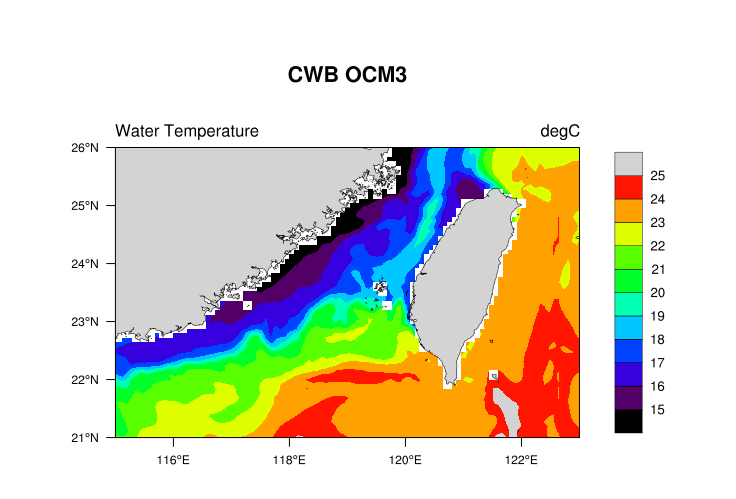 CWB OCM3
Water Temperature degC
26°N
25°N
24°N
23°N
22°N
21°N
116°E 118°E 120°E 122°E
25
24
23
22
21
20
19
18
17
16
15